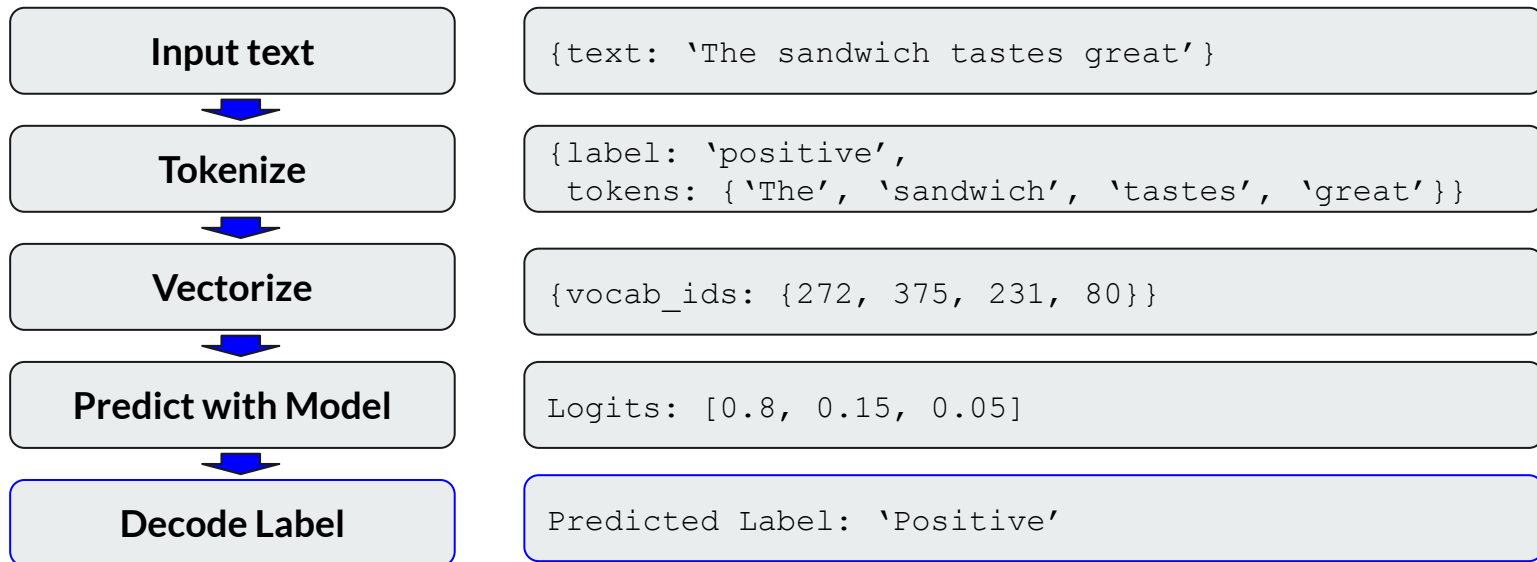 Input text
{text: ‘The sandwich tastes great’}
Tokenize
{label: ‘positive’,
tokens: {‘The’, ‘sandwich’, ‘tastes’, ‘great’}}
Vectorize
{vocab_ids: {272, 375, 231, 80}}
Predict with Model
Logits: [0.8, 0.15, 0.05]
Decode Label
Predicted Label: ‘Positive’